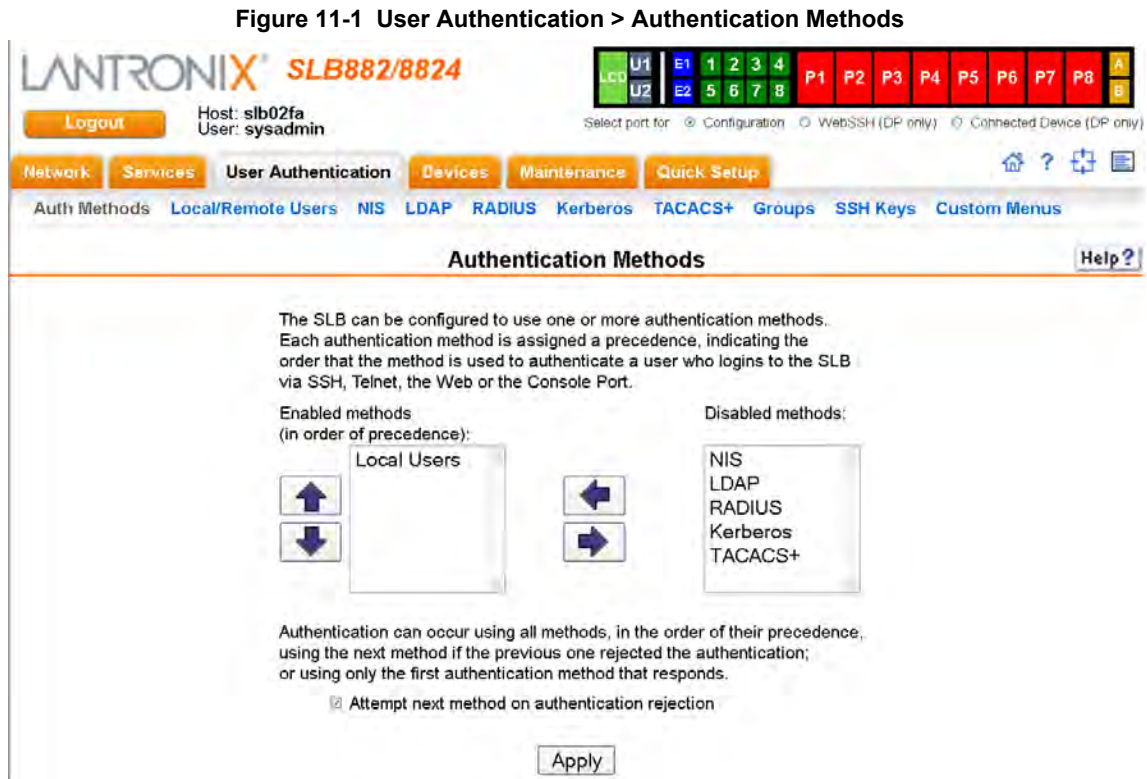 Figure 11-1 User Authentication > Authentication Methods
LANTRONIX® SLB882/8824
LCD U1 E1 1 2 3 4 P1 P2 P3 P4 P5 P6 P7 P8 A
U2 E2 5 6 7 8 B
Logout
Host: slb02fa
User: sysadmin
Select port for Configuration WebSSH (DP only) Connected Device (DP only)
Network Services User Authentication Devices Maintenance Quick Setup ?
Auth Methods Local/Remote Users NIS LDAP RADIUS Kerberos TACACS+ Groups SSH Keys Custom Menus
Authentication Methods
Help?
The SLB can be configured to use one or more authentication methods.
Each authentication method is assigned a precedence, indicating the
order that the method is used to authenticate a user who logins to the SLB
via SSH, Telnet, the Web or the Console Port.
Enabled methods
(in order of precedence):
Local Users
Disabled methods:
NIS
LDAP
RADIUS
Kerberos
TACACS+
Authentication can occur using all methods, in the order of their precedence,
using the next method if the previous one rejected the authentication;
or using only the first authentication method that responds.
Attempt next method on authentication rejection
Apply